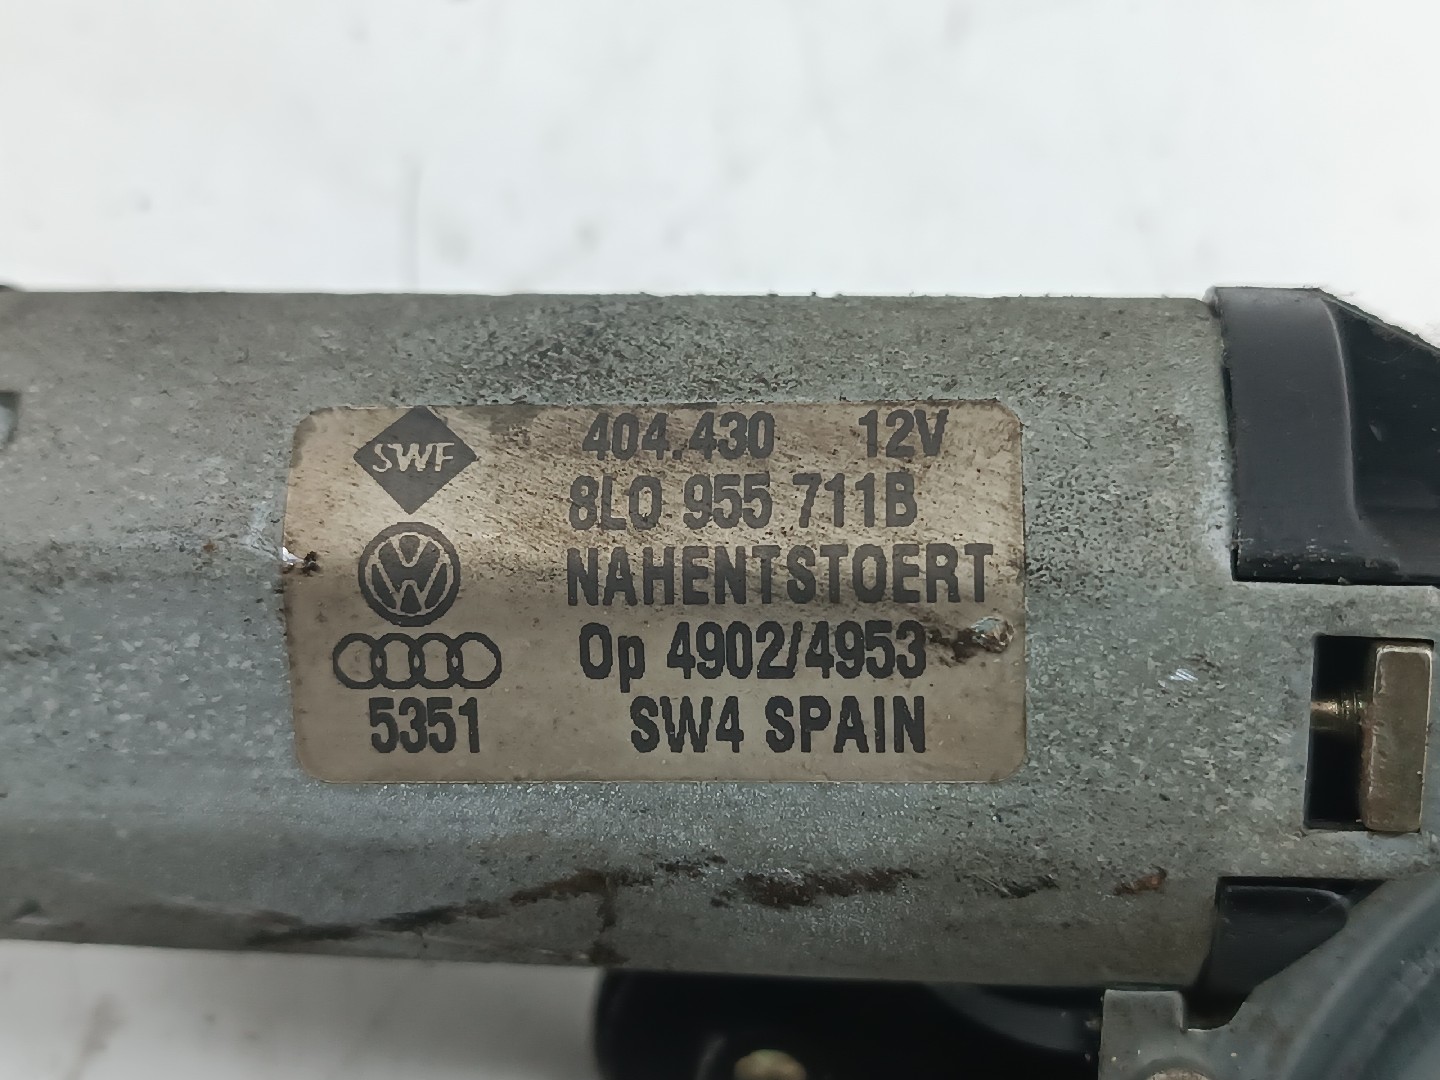 SWF
404.430 12V
8L0 955 711B
NAHENTSTOERT
Op 4902/4953
5351 SW4 SPAIN